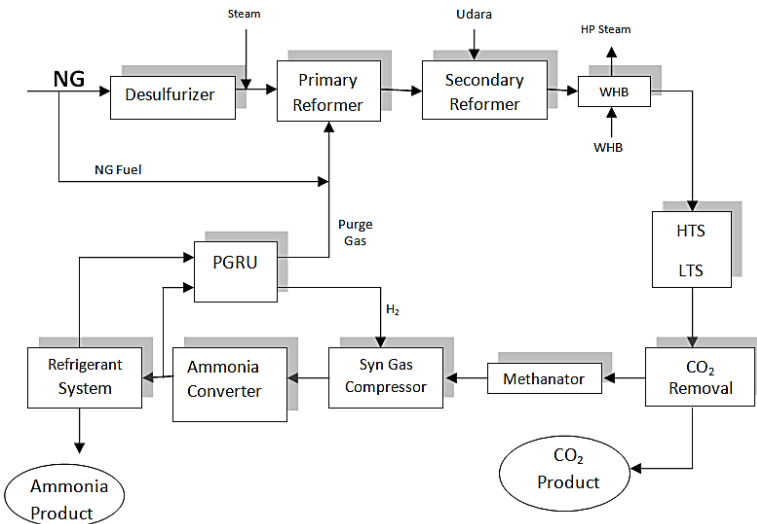 Steam
Udara
HP Steam
NG
Desulfurizer
Primary
Reformer
Secondary
Reformer
WHB
WHB
NG Fuel
Purge
Gas
HTS
LTS
PGRU
H₂
Refrigerant
System
Ammonia
Converter
Syn Gas
Compressor
Methanator
CO₂
Removal
Ammonia
Product
CO₂
Product